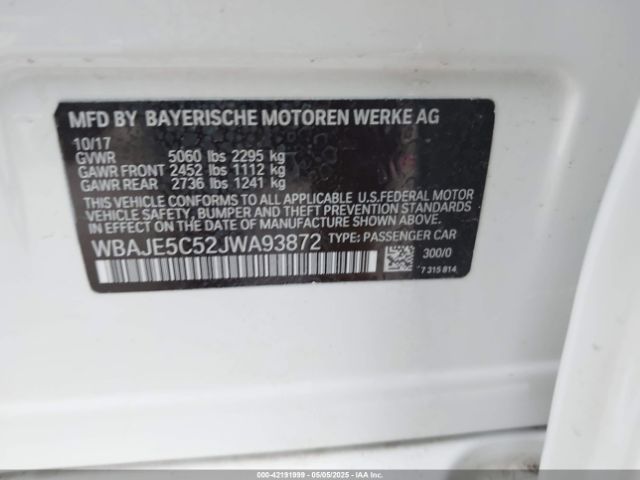 MFD BY BAYERISCHE MOTOREN WERKE AG
10/17
GVWR 5060 lbs 2295 kg
GAWR FRONT 2452 lbs 1112 kg
GAWR REAR 2736 lbs 1241 kg
THIS VEHICLE CONFORMS TO ALL APPLICABLE U.S.FEDERAL MOTOR
VEHICLE SAFETY, BUMPER, AND THEFT PREVENTION
STANDARDS IN EFFECT ON THE DATE OF MANUFACTURE SHOWN ABOVE.
WBAJE5C52JWA93872 TYPE: PASSENGER CAR
300/0
7 315 814
000-42191999 05/05/2025 IAA Inc.